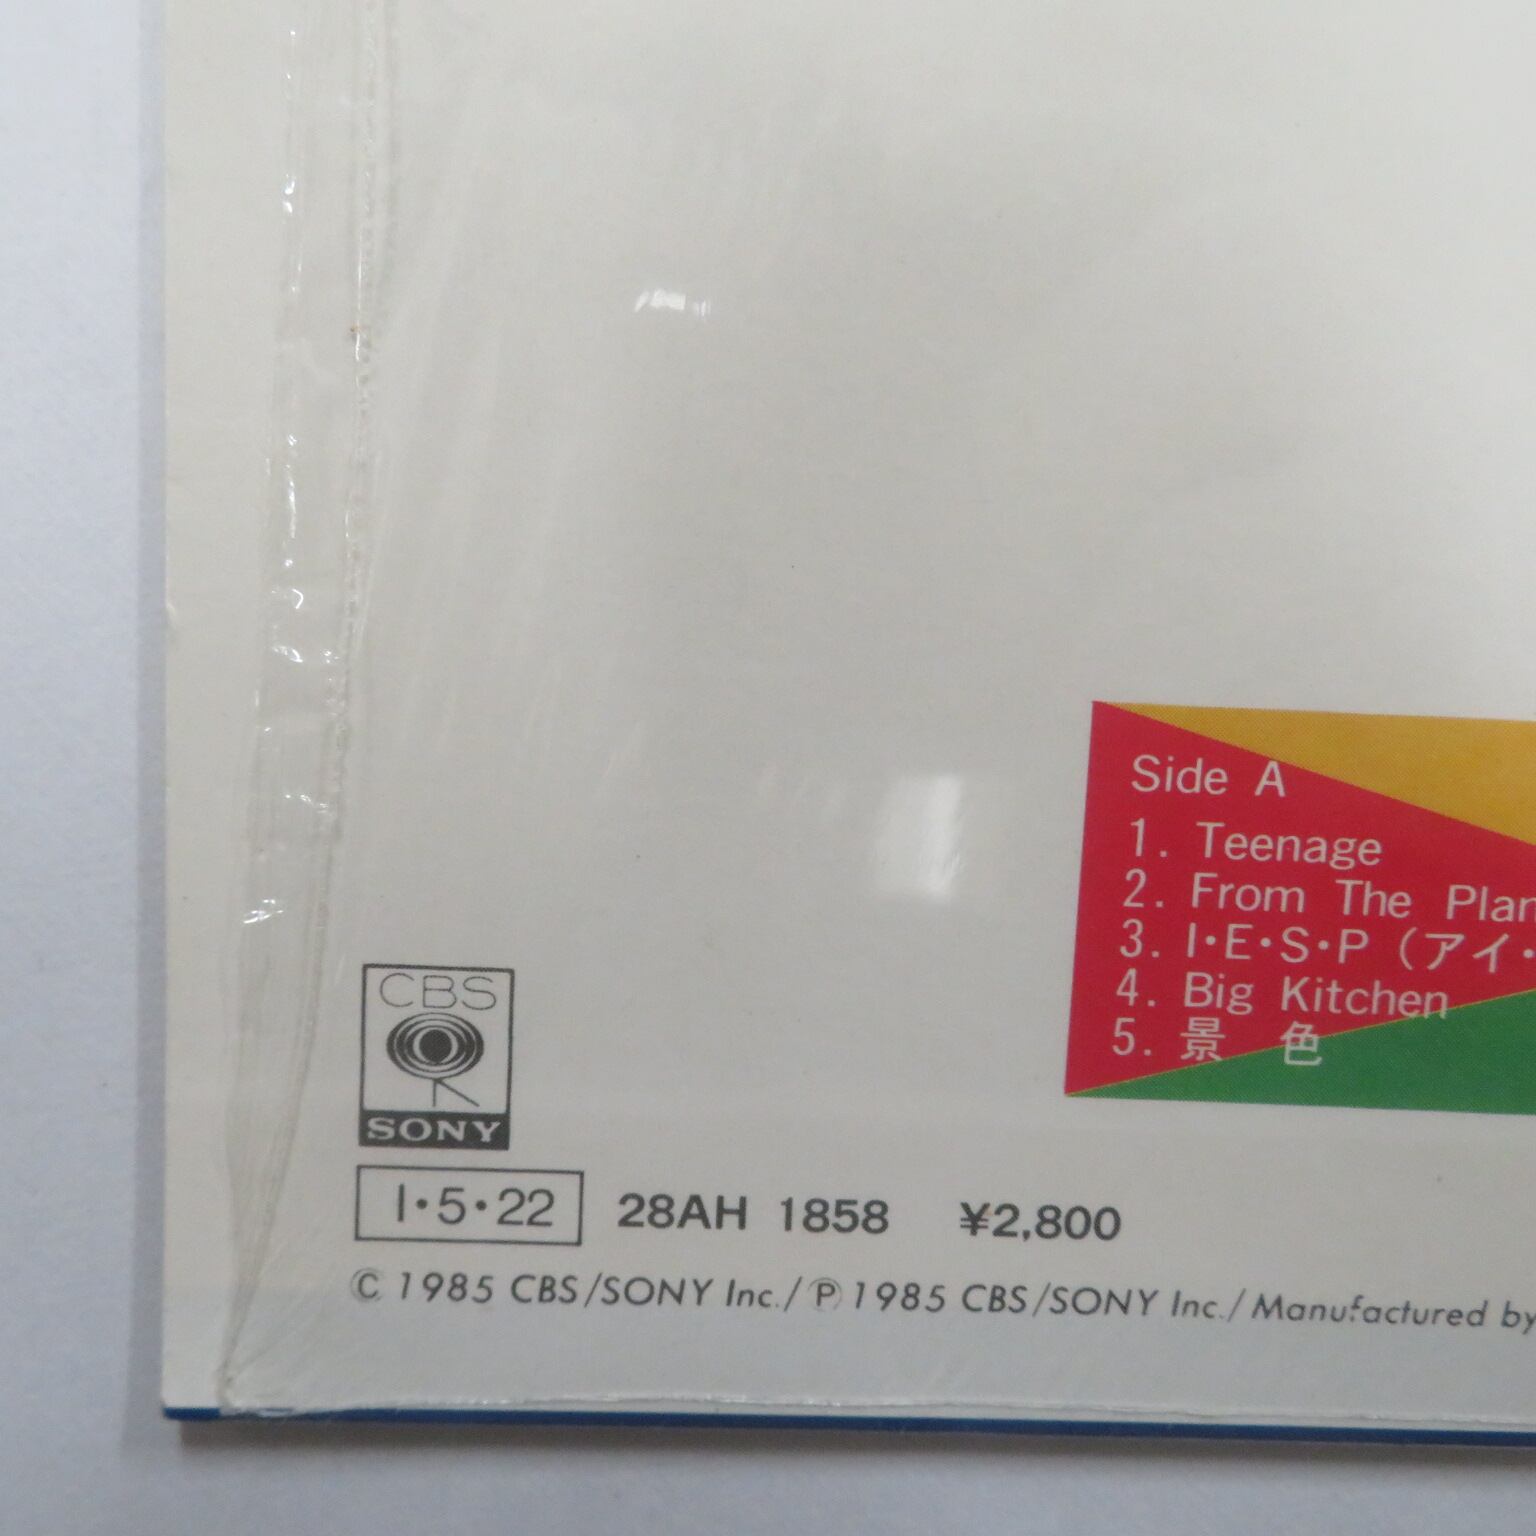 Side A
1. Teenage
2. From The
3. I・E・S・P (アイ・
4. Big Kitchen
5. 景 色
CBS
SONY
I・5・22 28AH 1858 ¥2,800
Ⓒ 1985 CBS/SONY Inc./Ⓟ 1985 CBS/SONY Inc./Manufactured by